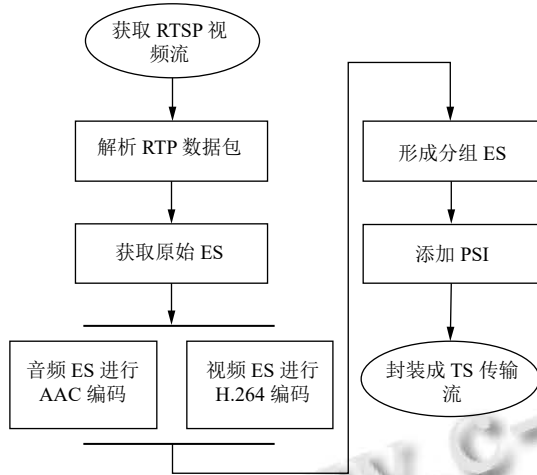 获取 RTSP 视
频流
解析 RTP 数据包
获取原始 ES
音频 ES 进行
AAC 编码
视频 ES 进行
H.264 编码
形成分组 ES
添加 PSI
封装成 TS 传输
流